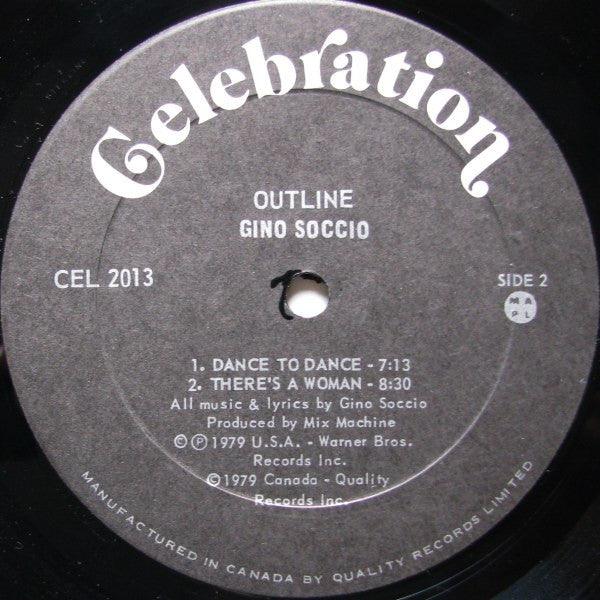 Celebration
OUTLINE
GINO SOCCIO
CEL 2013
SIDE 2
M A
P L
1. DANCE TO DANCE - 7:13
2. THERE'S A WOMAN - 8:30
All music & lyrics by Gino Soccio
Produced by Mix Machine
© ℗ 1979 U.S.A. - Warner Bros.
Records Inc.
©1979 Canada - Quality
Records Inc.
MANUFACTURED IN CANADA BY QUALITY RECORDS LIMITED